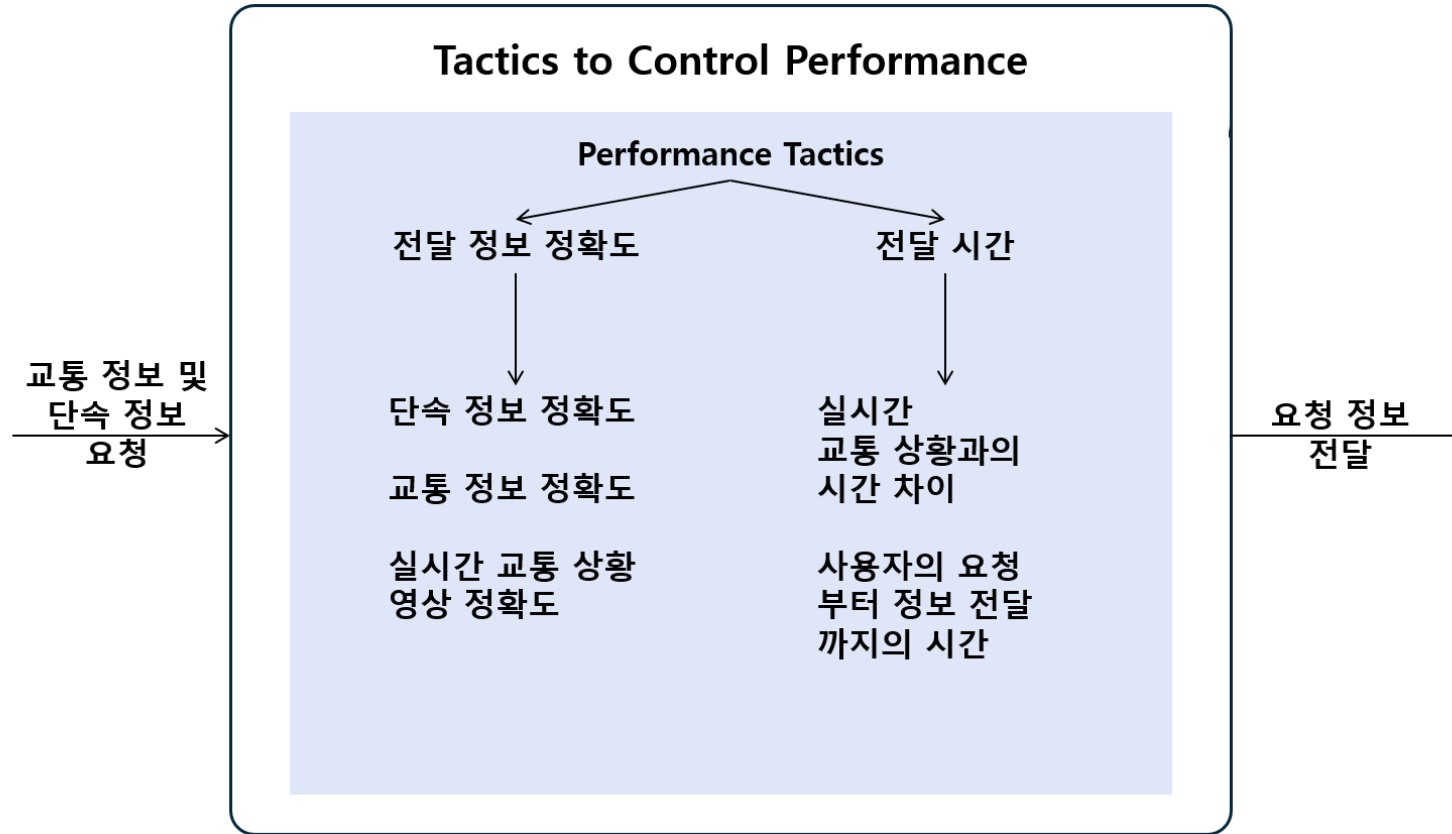 Tactics to Control Performance
Performance Tactics
전달 정보 정확도
전달 시간
교통 정보 및
단속 정보
요청
단속 정보 정확도
교통 정보 정확도
실시간 교통 상황
영상 정확도
실시간
교통 상황과의
시간 차이
사용자의 요청
부터 정보 전달
까지의 시간
요청 정보
전달